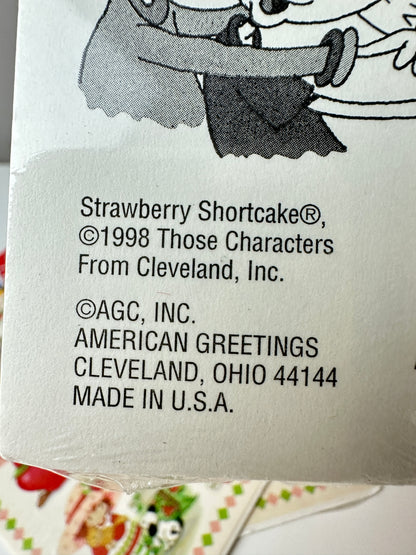 Strawberry Shortcake®,
©1998 Those Characters
From Cleveland, Inc.
©AGC, INC.
AMERICAN GREETINGS
CLEVELAND, OHIO 44144
MADE IN U.S.A.